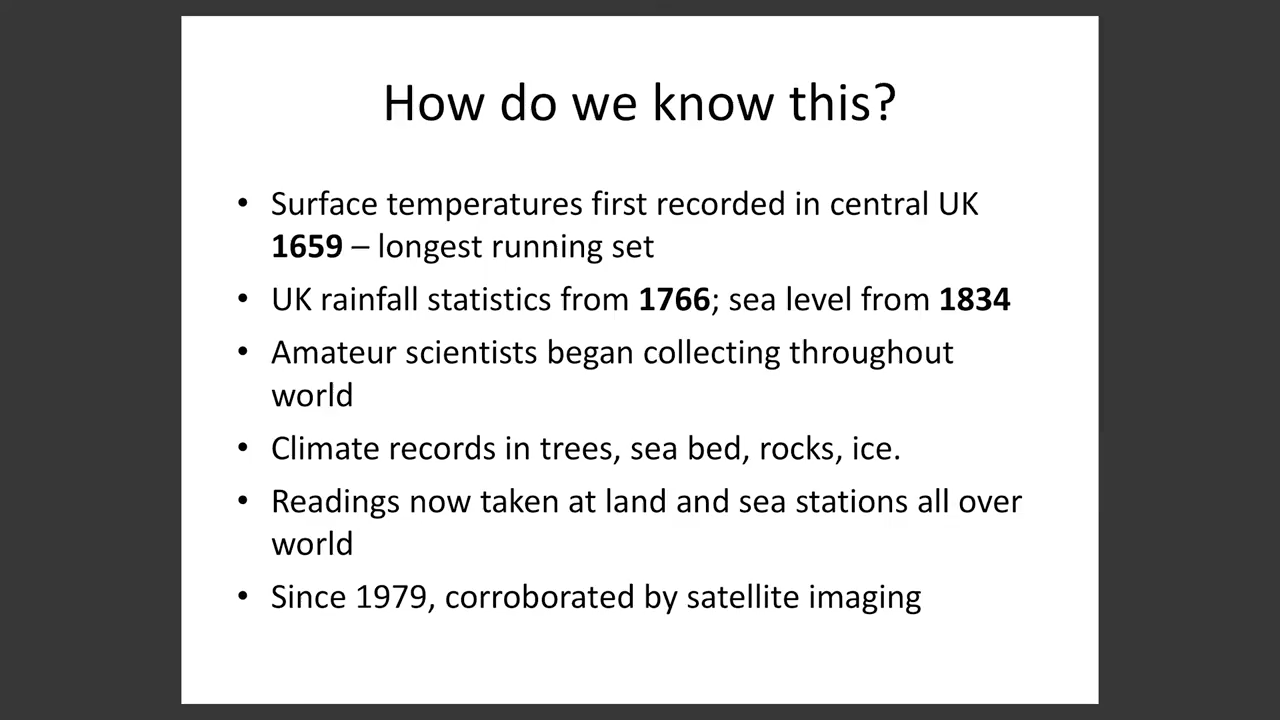 How do we know this?
• Surface temperatures first recorded in central UK
1659 – longest running set
• UK rainfall statistics from 1766; sea level from 1834
• Amateur scientists began collecting throughout
world
• Climate records in trees, sea bed, rocks, ice.
• Readings now taken at land and sea stations all over
world
• Since 1979, corroborated by satellite imaging